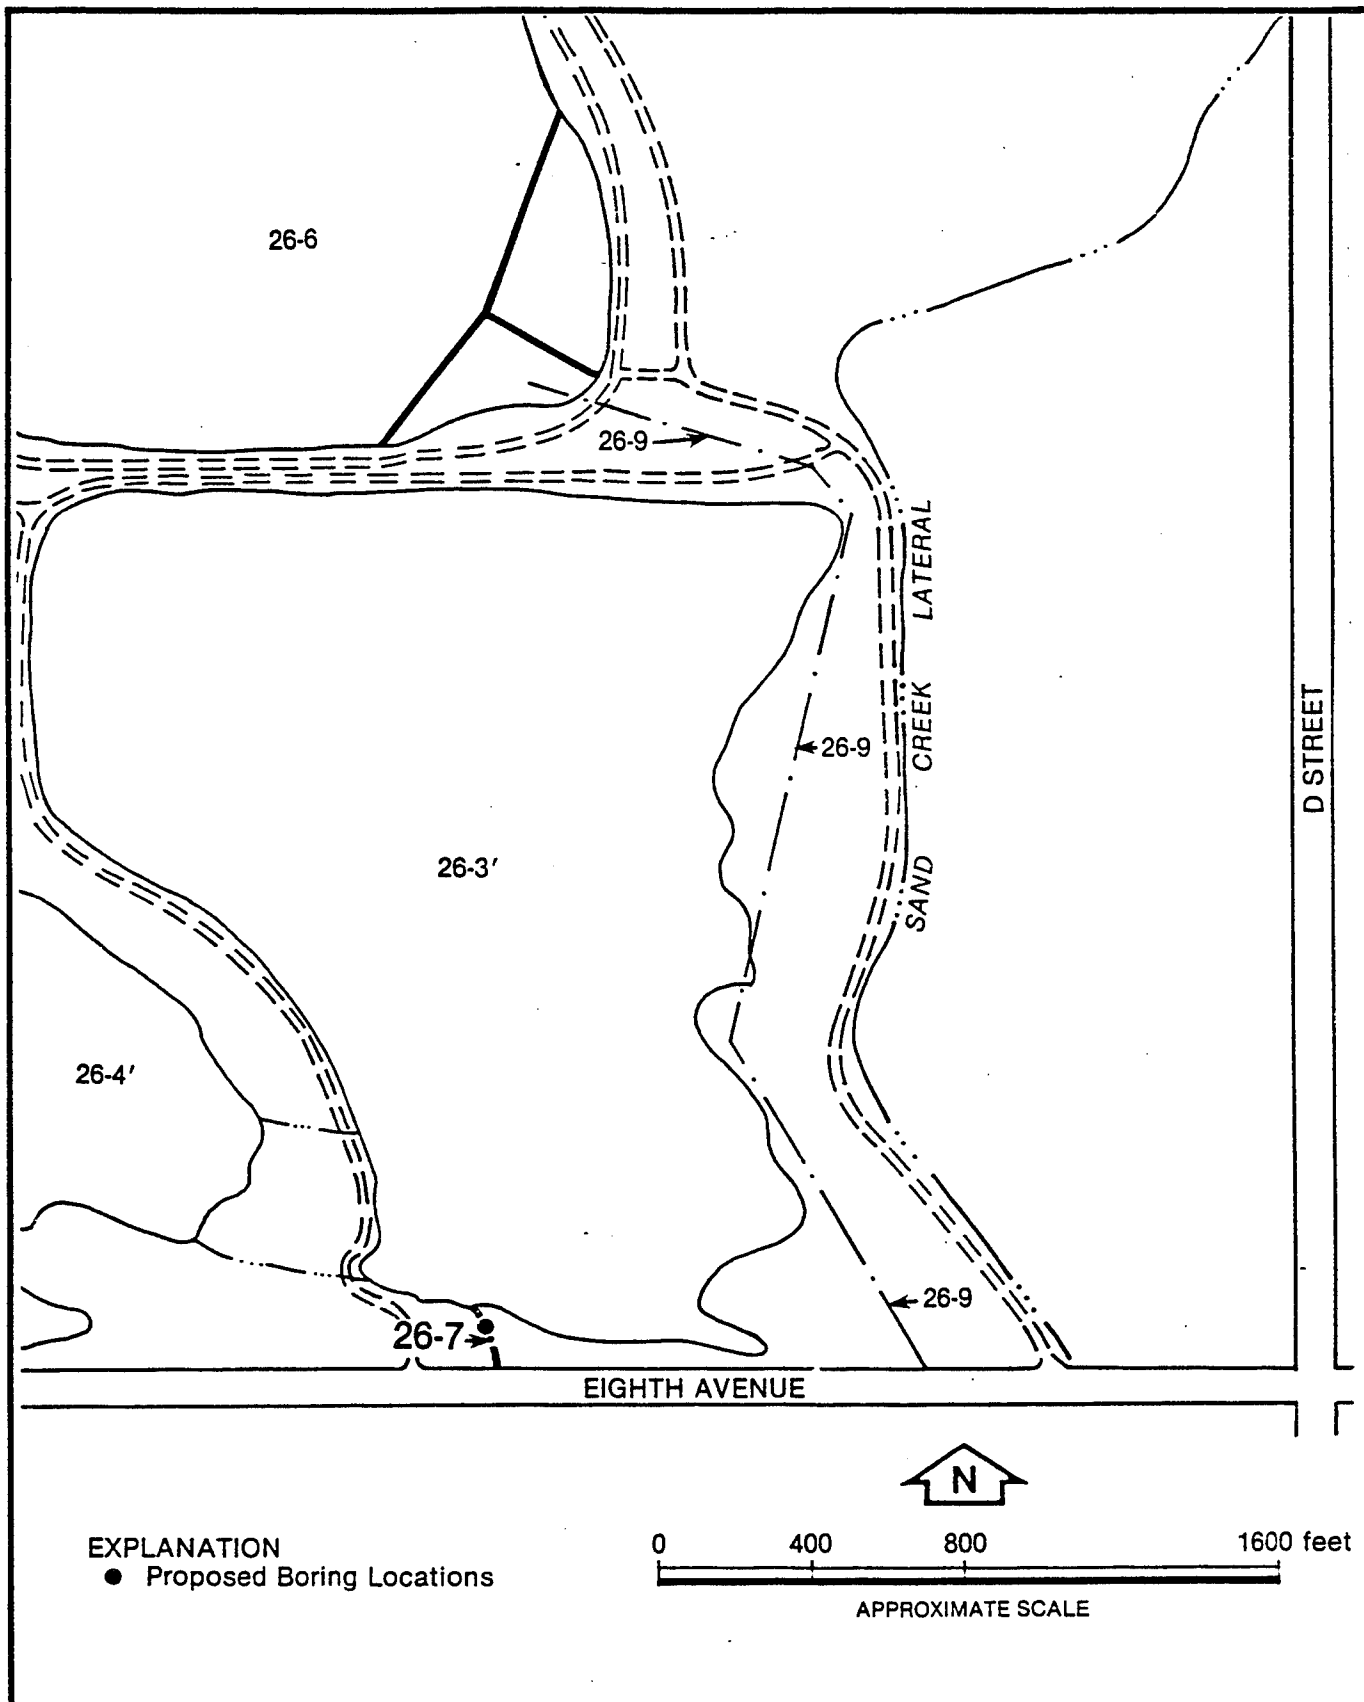 26-6
26-9
SAND CREEK LATERAL
D STREET
26-9
26-3'
26-4'
26-9
26-7
EIGHTH AVENUE
N
EXPLANATION
● Proposed Boring Locations
0 400 800 1600 feet
APPROXIMATE SCALE